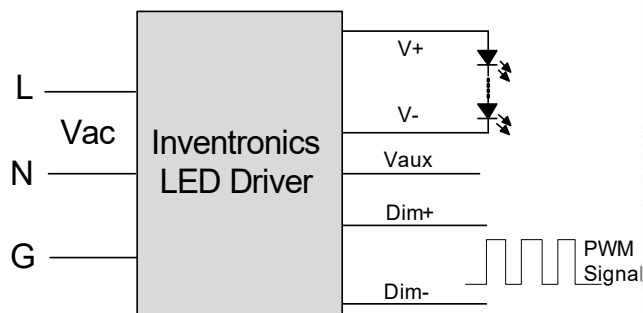 L
Vac
N
G
Inventronics
LED Driver
V+
V-
Vaux
Dim+
Dim-
PWM
Signal